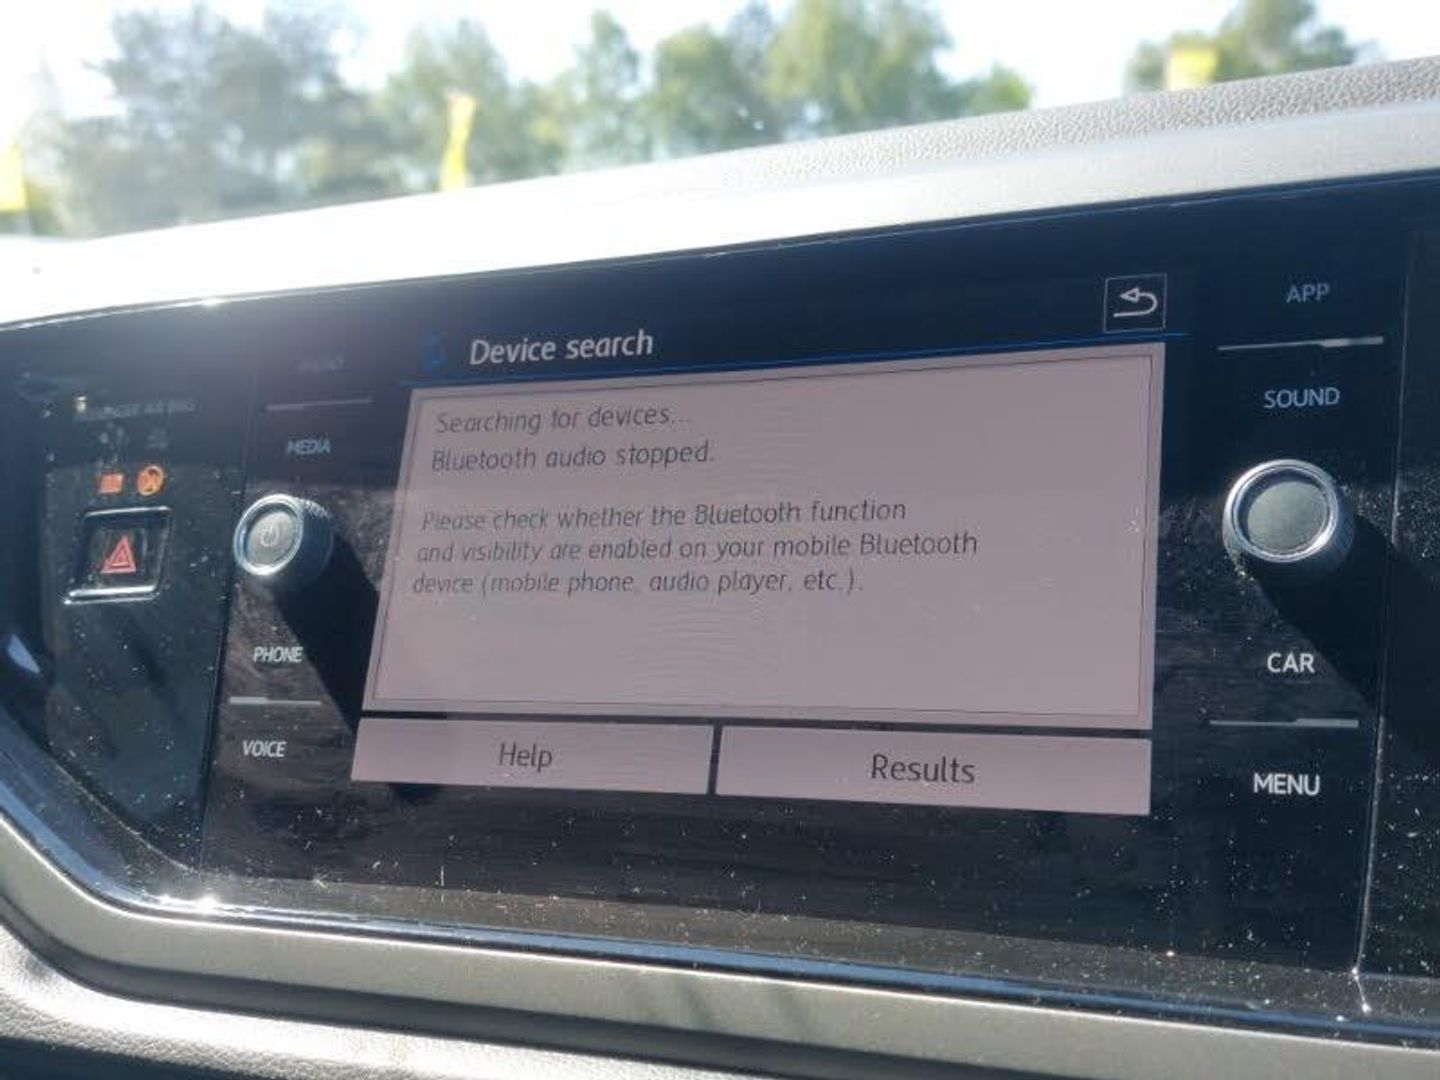 Device search
APP
SOUND
MEDIA
Searching for devices...
Bluetooth audio stopped.
Please check whether the Bluetooth function
and visibility are enabled on your mobile Bluetooth
device (mobile phone, audio player, etc.).
PHONE
CAR
VOICE
Help
Results
MENU